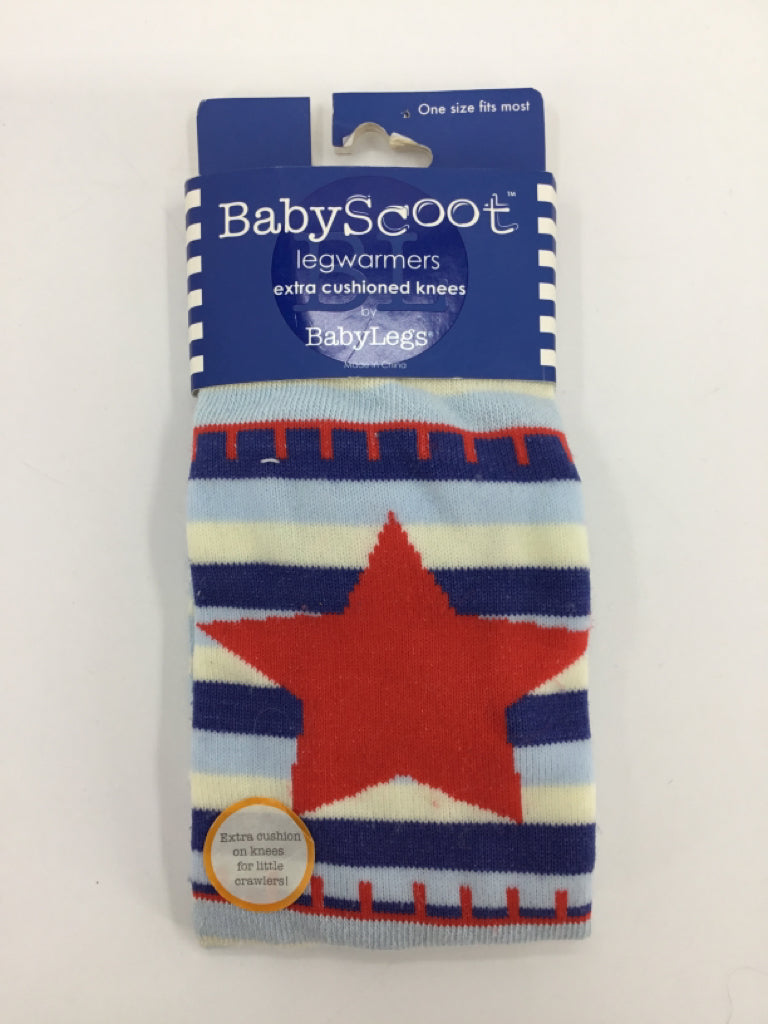 One size fits most
BabyScoot™
legwarmers
extra cushioned knees
by
BabyLegs®
Made in China
BL
Extra cushion
on knees
for little
crawlers!